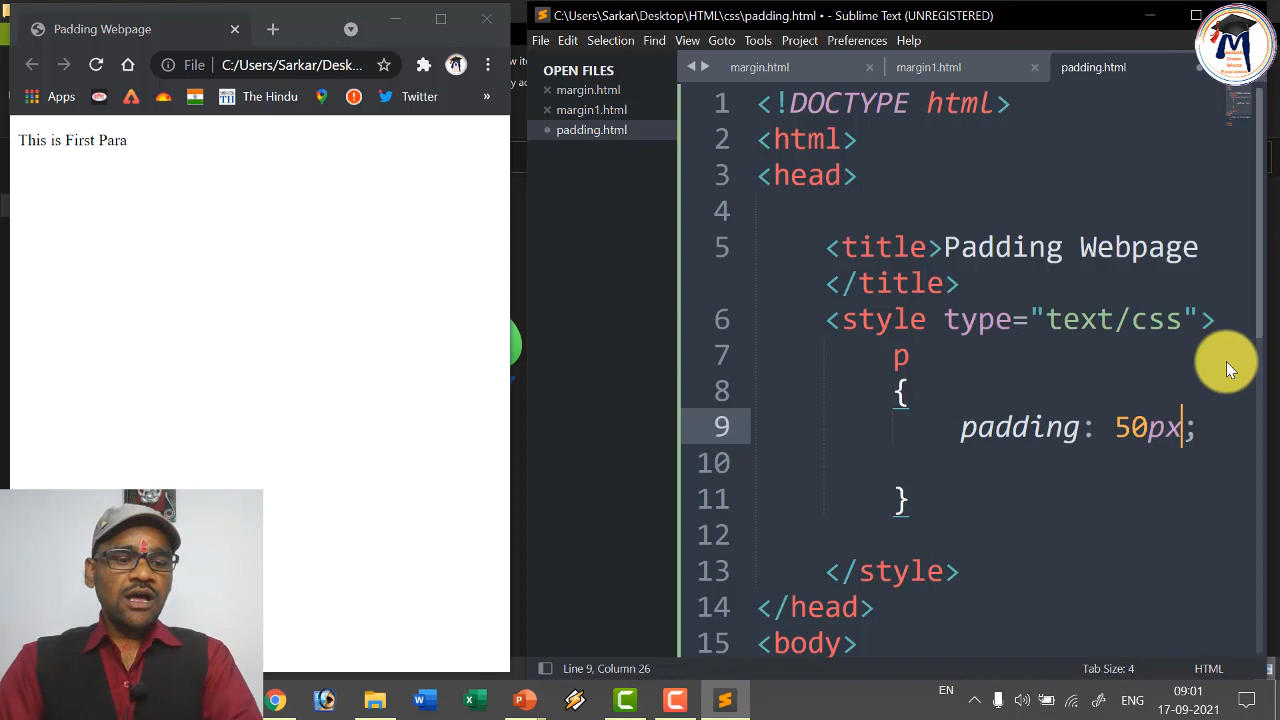 Padding Webpage
C:\Users\Sarkar\Desktop\HTML\css\padding.html • - Sublime Text (UNREGISTERED)
File Edit Selection Find View Goto Tools Project Preferences Help
File C:/Users/Sarkar/Desk...
Apps The Hindu Twitter »
OPEN FILES
margin.html
margin1.html
padding.html
margin.html margin1.html padding.html
This is First Para
1 <!DOCTYPE html>
2 <html>
3 <head>
4
5 <title>Padding Webpage
</title>
6 <style type="text/css">
7 p
8 {
9 padding: 50px;
10
11 }
12
13 </style>
14 </head>
15 <body>
Line 9, Column 26 Tab Size: 4 HTML
EN
ENG
09:01
17-09-2021